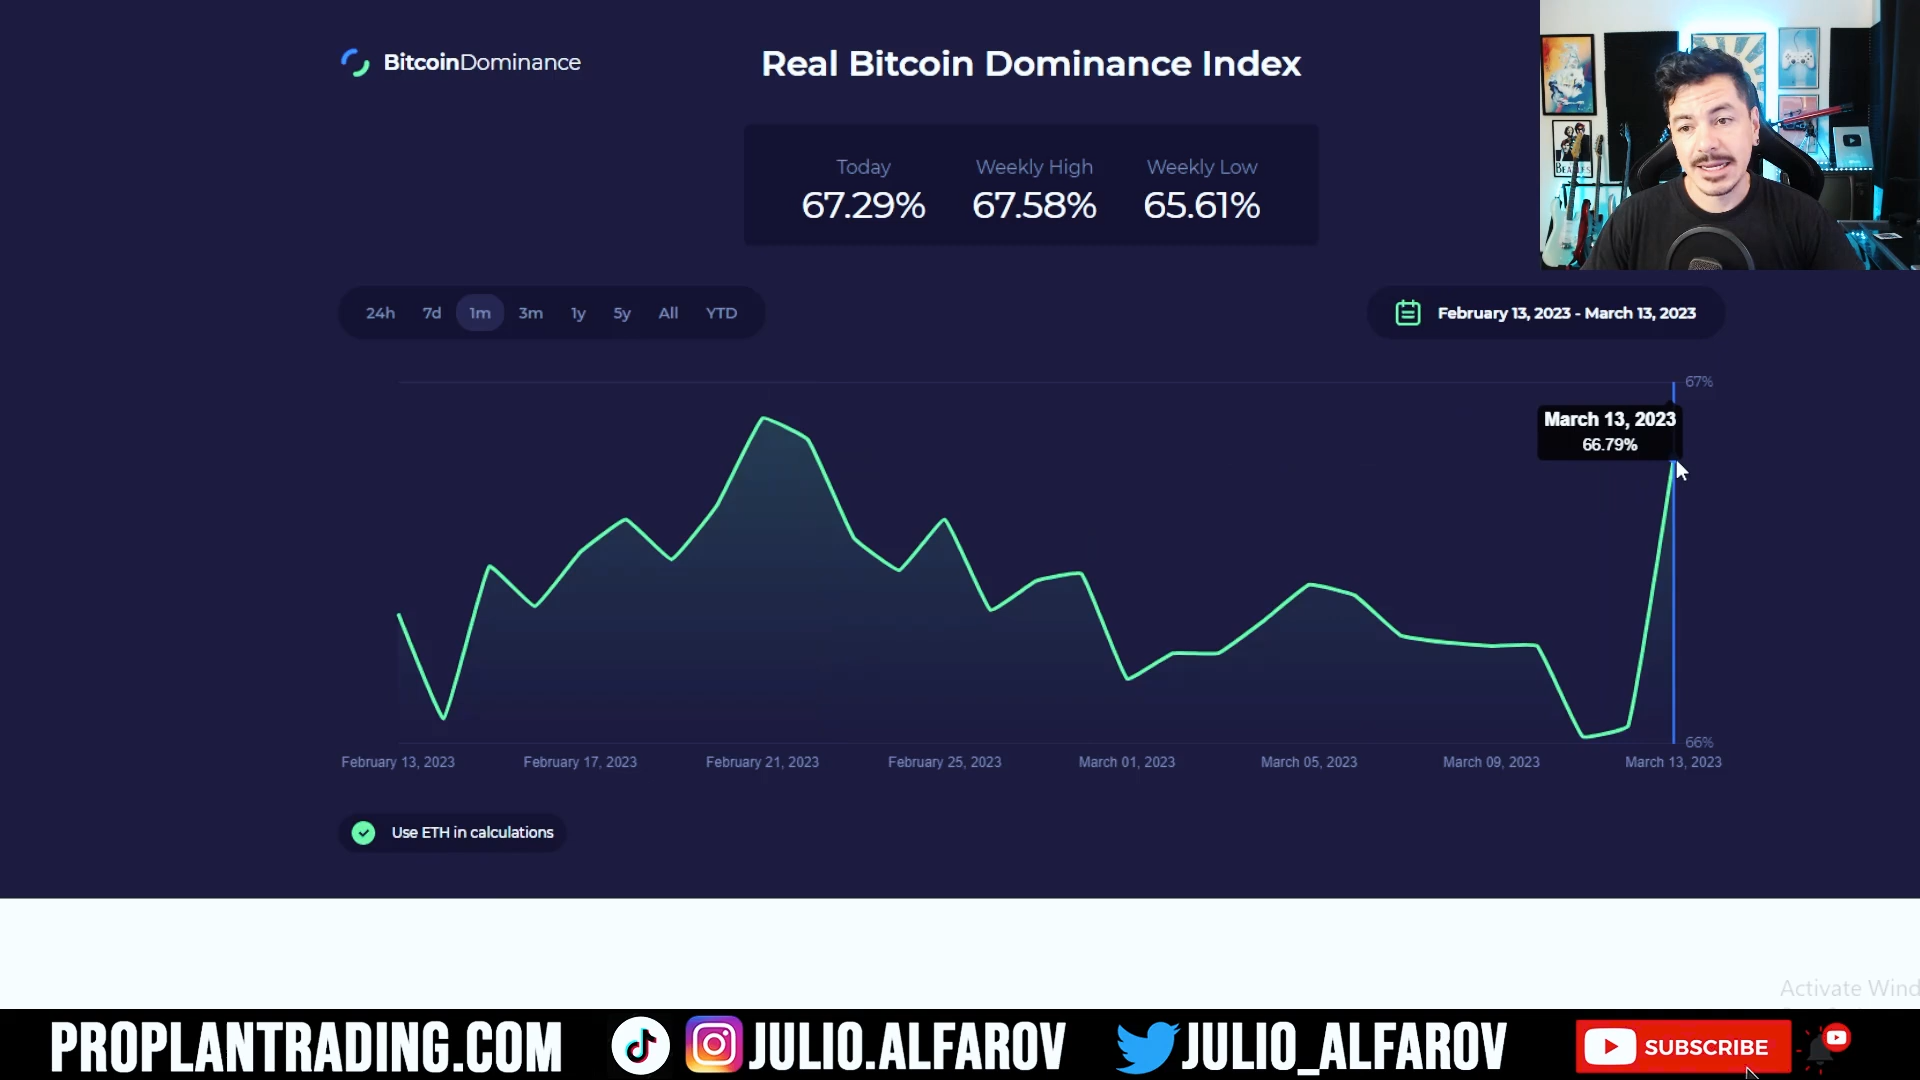 BitcoinDominance
Real Bitcoin Dominance Index
Today
Weekly High
Weekly Low
67.29%
67.58%
65.61%
24h
7d
1m
3m
1y
5y
All
YTD
February 13, 2023 - March 13, 2023
67%
March 13, 2023
66.79%
66%
February 13, 2023
February 17, 2023
February 21, 2023
February 25, 2023
March 01, 2023
March 05, 2023
March 09, 2023
March 13, 2023
Use ETH in calculations
Activate Wind
PROPLANTRADING.COM
JULIO.ALFAROV
JULIO_ALFAROV
SUBSCRIBE